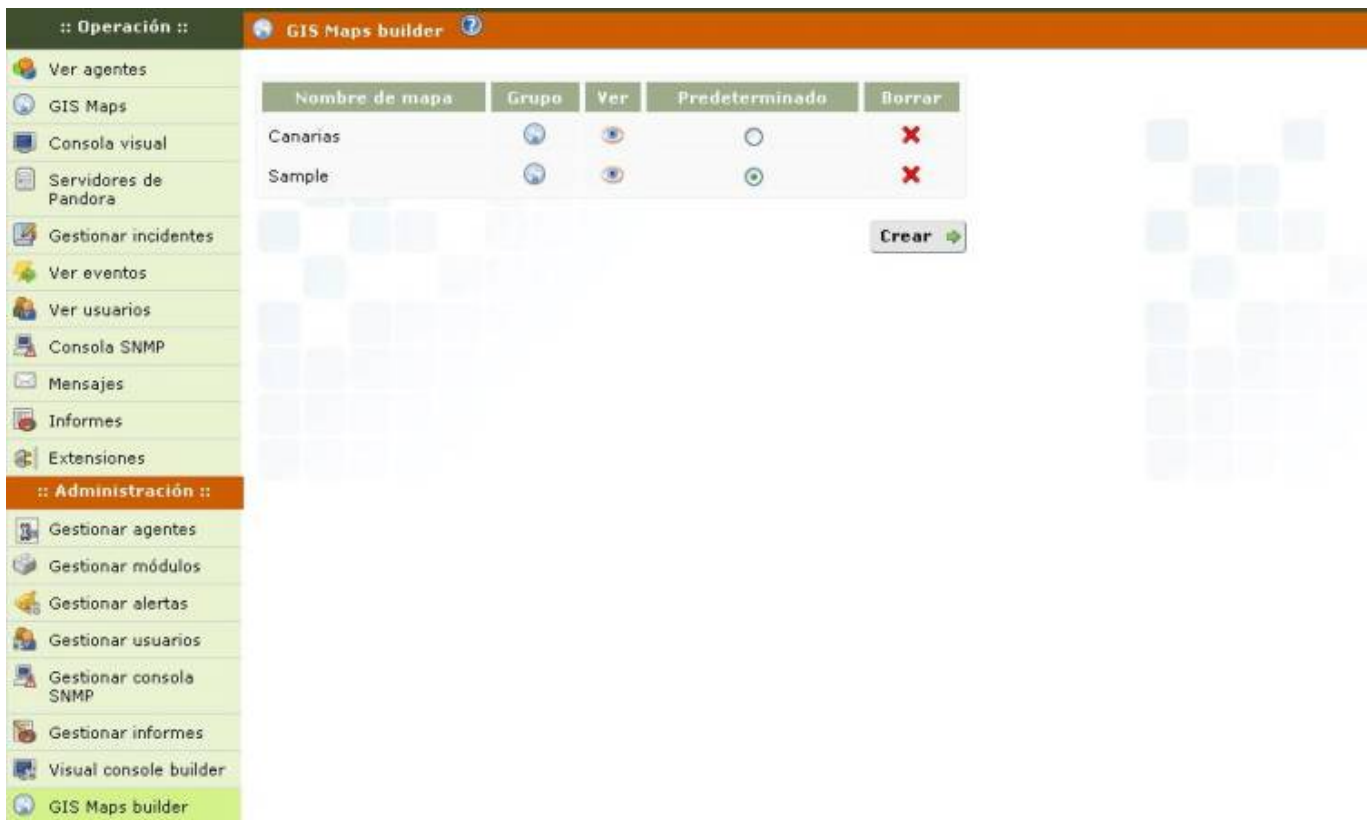 :: Operación ::
Ver agentes
GIS Maps
Consola visual
Servidores de
Pandora
Gestionar incidentes
Ver eventos
Ver usuarios
Consola SNMP
Mensajes
Informes
Extensiones
:: Administración ::
Gestionar agentes
Gestionar módulos
Gestionar alertas
Gestionar usuarios
Gestionar consola
SNMP
Gestionar informes
Visual console builder
GIS Maps builder
GIS Maps builder ?
Nombre de mapa Grupo Ver Predeterminado Borrar
Canarias
Sample
Crear